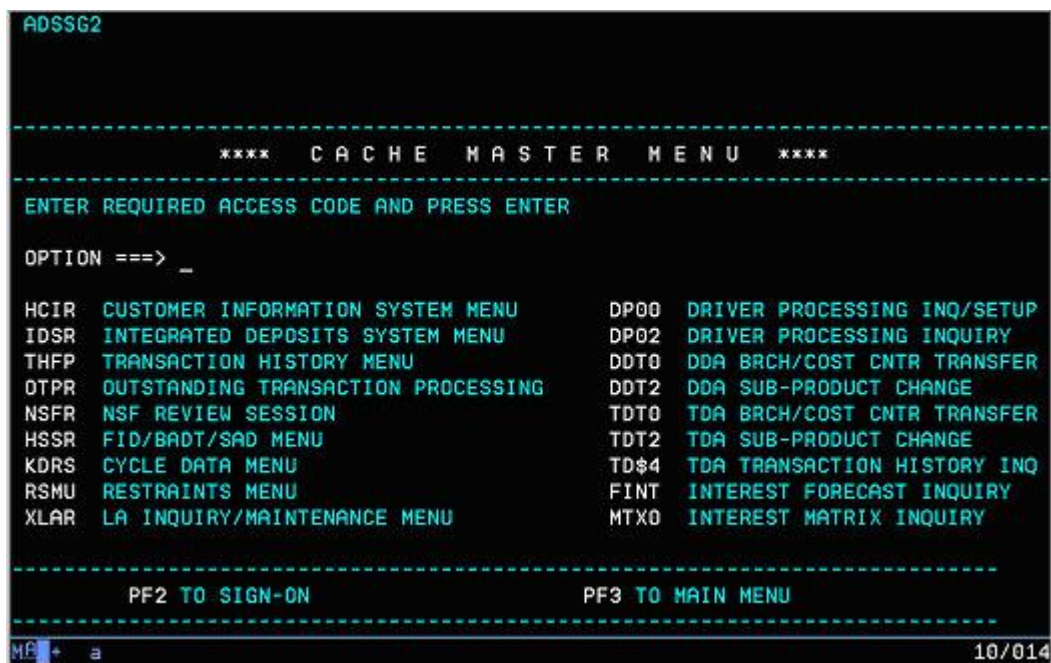 ADSSG2
**** C A C H E M A S T E R M E N U ****
ENTER REQUIRED ACCESS CODE AND PRESS ENTER
OPTION ===> _
HCIR CUSTOMER INFORMATION SYSTEM MENU DP00 DRIVER PROCESSING INQ/SETUP
IDSR INTEGRATED DEPOSITS SYSTEM MENU DP02 DRIVER PROCESSING INQUIRY
THFP TRANSACTION HISTORY MENU DDT0 DDA BRCH/COST CNTR TRANSFER
OTPR OUTSTANDING TRANSACTION PROCESSING DDT2 DDA SUB-PRODUCT CHANGE
NSFR NSF REVIEW SESSION TDT0 TDA BRCH/COST CNTR TRANSFER
HSSR FID/BADT/SAD MENU TDT2 TDA SUB-PRODUCT CHANGE
KDRS CYCLE DATA MENU TD$4 TDA TRANSACTION HISTORY INQ
RSMU RESTRAINTS MENU FINT INTEREST FORECAST INQUIRY
XLAR LA INQUIRY/MAINTENANCE MENU MTX0 INTEREST MATRIX INQUIRY
PF2 TO SIGN-ON PF3 TO MAIN MENU
MA + a 10/014